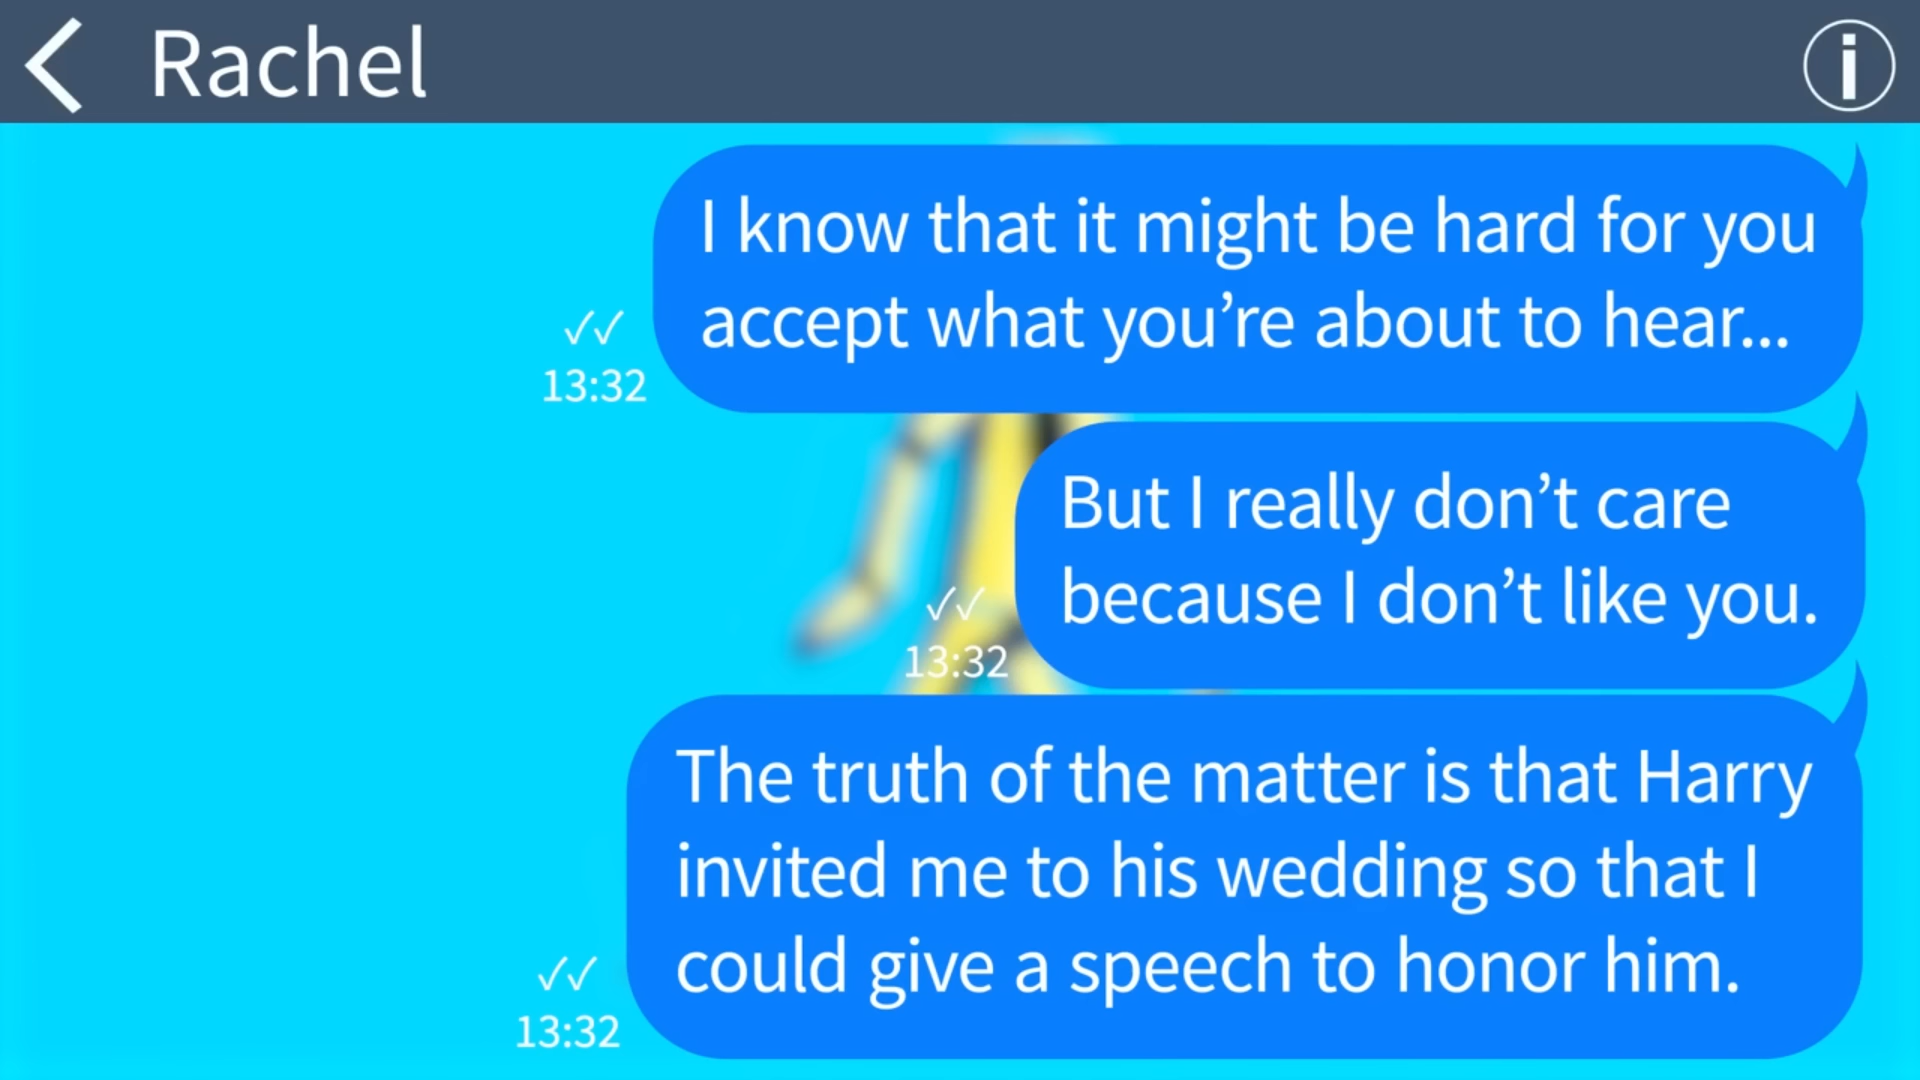 Rachel
I know that it might be hard for you
accept what you’re about to hear...
✓✓
13:32
But I really don’t care
because I don’t like you.
✓✓
13:32
The truth of the matter is that Harry
invited me to his wedding so that I
could give a speech to honor him.
✓✓
13:32